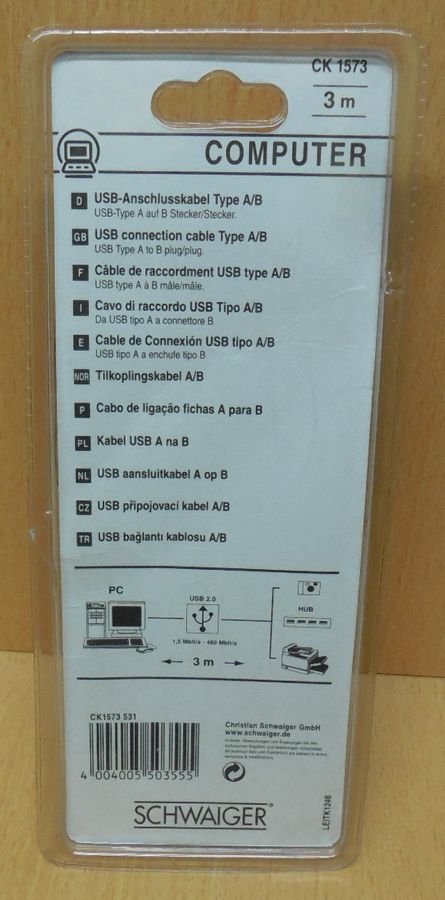 CK 1573
3 m
COMPUTER
D USB-Anschlusskabel Type A/B
USB-Type A auf B Stecker/Stecker.
GB USB connection cable Type A/B
USB Type A to B plug/plug.
F Câble de raccordment USB type A/B
USB type A à B mâle/mâle.
I Cavo di raccordo USB Tipo A/B
Da USB tipo A a connettore B
E Cable de Connexión USB tipo A/B
USB tipo A a enchufe tipo B
NOR Tilkoplingskabel A/B
P Cabo de ligação fichas A para B
PL Kabel USB A na B
NL USB aansluitkabel A op B
CZ USB připojovací kabel A/B
TR USB bağlantı kablosu A/B
PC
USB 2.0
HUB
1,5 Mbit/s - 480 Mbit/s
3 m
CK1573 531
4 004005 503555
Christian Schwaiger GmbH
www.schwaiger.de
SCHWAIGER
LEITK1246